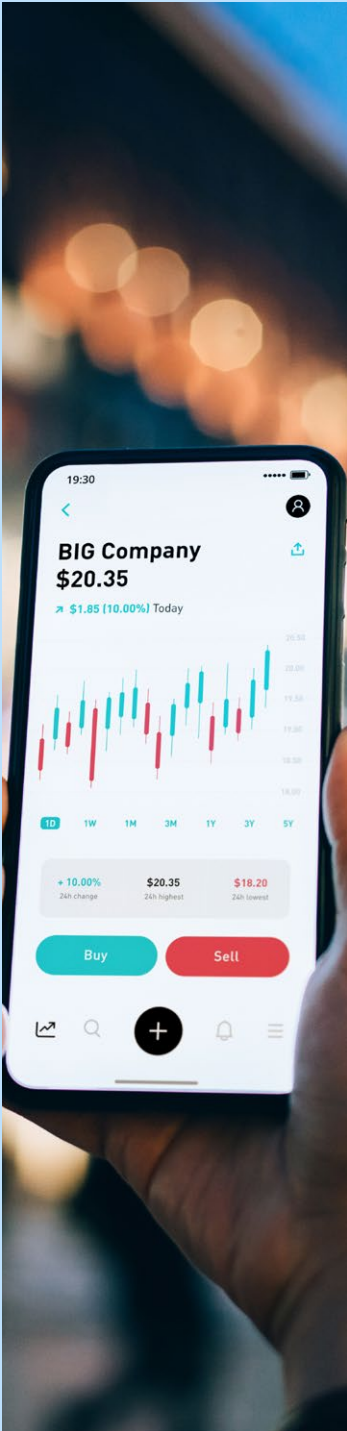 19:30
BIG Company
$20.35
$1.85 (10.00%) Today
20.50
20.00
19.50
19.00
18.50
18.00
1D 1W 1M 3M 1Y 3Y 5Y
+ 10.00% $20.35 $18.20
24h change 24h highest 24h lowest
Buy Sell